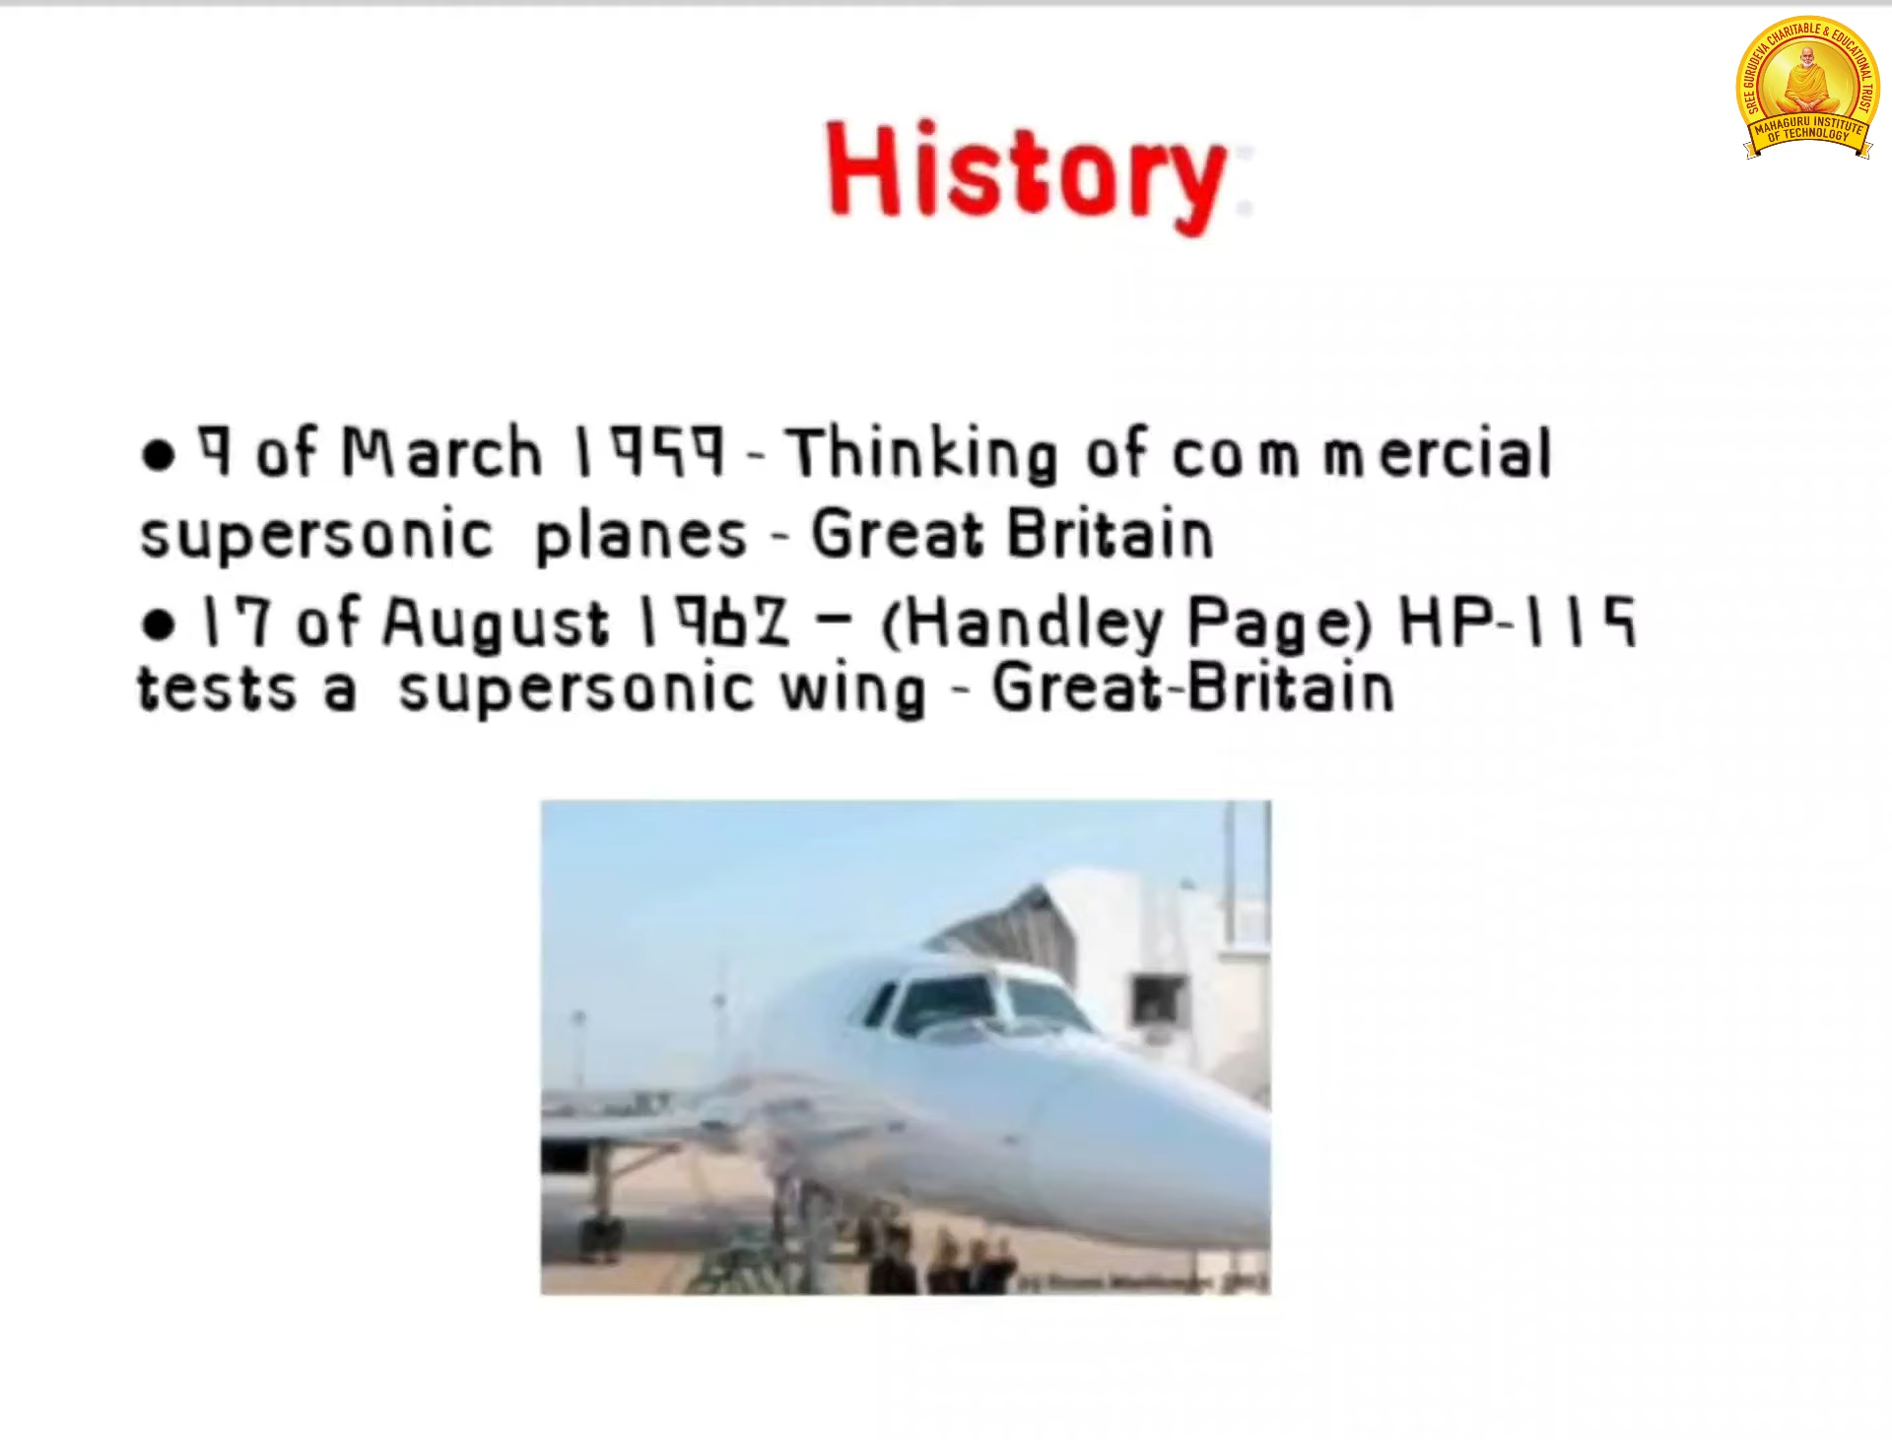 SREE GURUDEVA CHARITABLE & EDUCATIONAL TRUST
MAHAGURU INSTITUTE
OF TECHNOLOGY
History:
● 9 of March 1959 - Thinking of commercial
supersonic planes - Great Britain
● 17 of August 1962 – (Handley Page) HP-115
tests a supersonic wing - Great-Britain